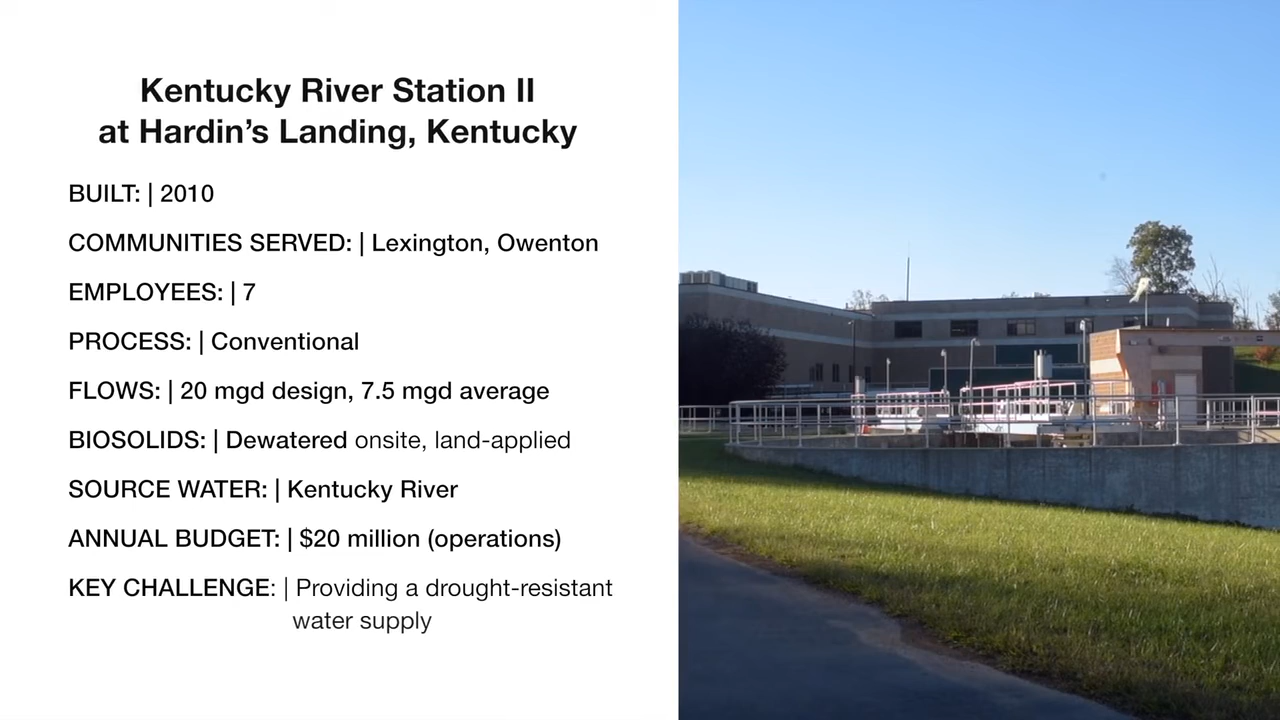 Kentucky River Station II
at Hardin’s Landing, Kentucky
BUILT: | 2010
COMMUNITIES SERVED: | Lexington, Owenton
EMPLOYEES: | 7
PROCESS: | Conventional
FLOWS: | 20 mgd design, 7.5 mgd average
BIOSOLIDS: | Dewatered onsite, land-applied
SOURCE WATER: | Kentucky River
ANNUAL BUDGET: | $20 million (operations)
KEY CHALLENGE: | Providing a drought-resistant
water supply